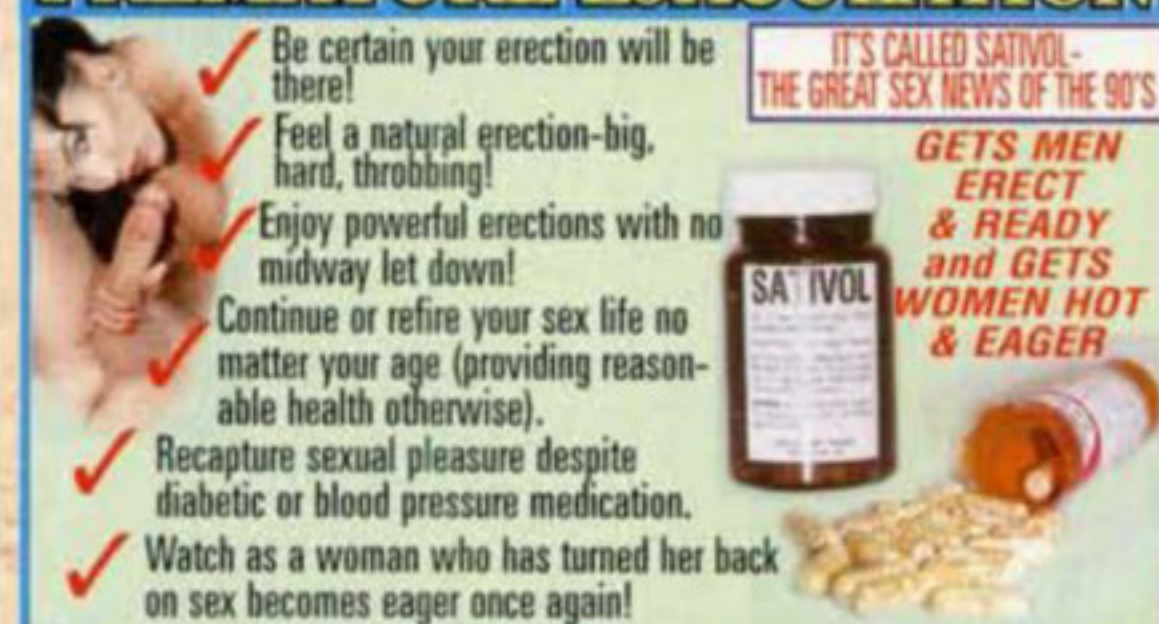 PREMATURE EJACULATION
Be certain your erection will be
there!
Feel a natural erection-big,
hard, throbbing!
Enjoy powerful erections with no
midway let down!
Continue or refire your sex life no
matter your age (providing reason-
able health otherwise).
Recapture sexual pleasure despite
diabetic or blood pressure medication.
Watch as a woman who has turned her back
on sex becomes eager once again!
IT'S CALLED SATIVOL-
THE GREAT SEX NEWS OF THE 90'S
GETS MEN
ERECT
& READY
and GETS
WOMEN HOT
& EAGER
SATIVOL